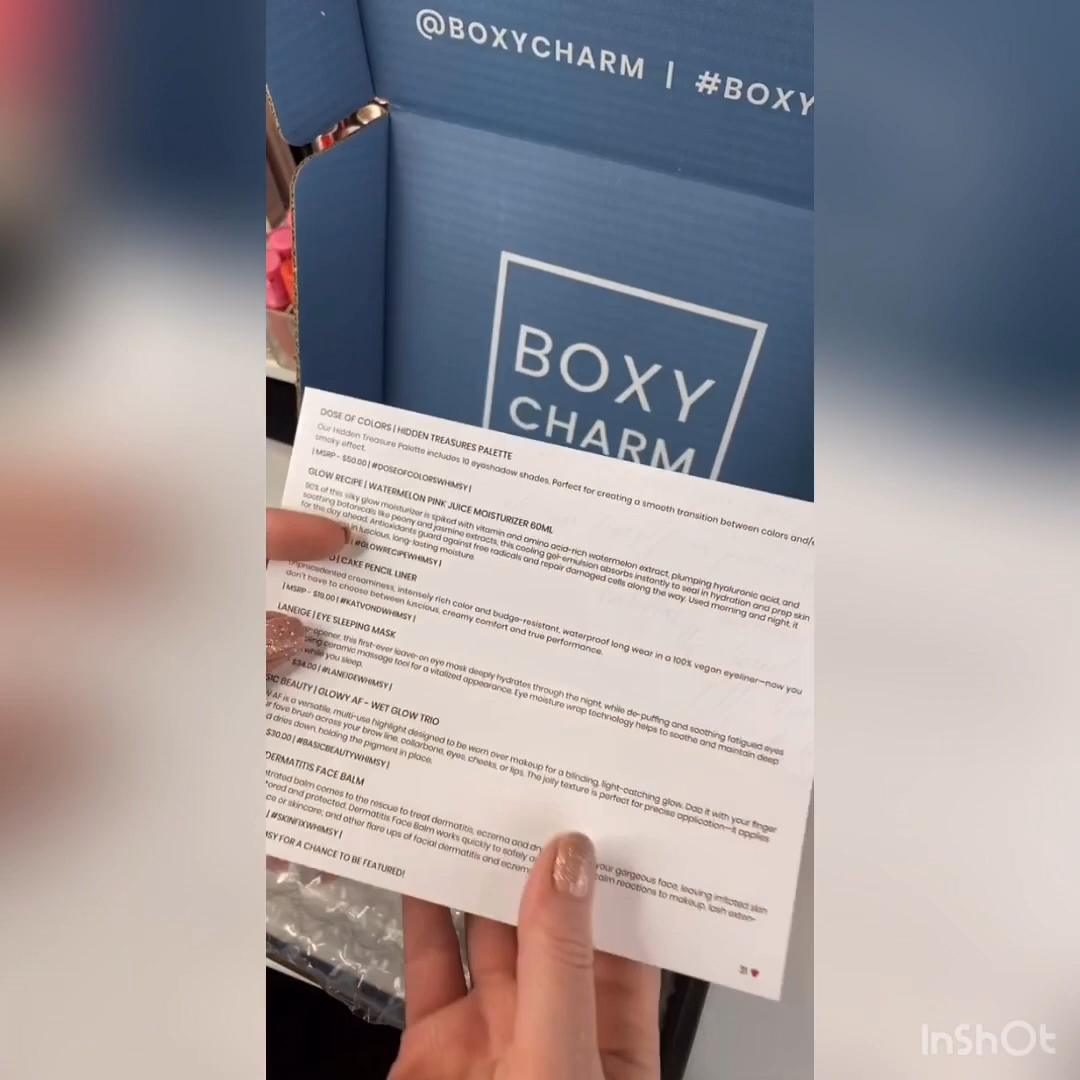 @BOXYCHARM | #BOXY
BOXY
CHARM
DOSE OF COLORS | HIDDEN TREASURES PALETTE
Our Hidden Treasure Palette includes 10 eyeshadow shades. Perfect for creating a smooth transition between colors and/
smoky effect.
| MSRP - $50.00 | #DOSEOFCOLORSWHIMSY |
GLOW RECIPE | WATERMELON PINK JUICE MOISTURIZER 60ML
90% of this silky glow moisturizer is spiked with vitamin and amino acid-rich watermelon extract, plumping hyaluronic acid, and
soothing botanicals like peony and jasmine extracts, this cooling gel-emulsion absorbs instantly to seal in hydration and prep skin
for the day ahead. Antioxidants guard against free radicals and repair damaged cells along the way. Used morning and night, it
in luscious, long-lasting moisture.
| #GLOWRECIPEWHIMSY |
| CAKE PENCIL LINER
unprecedented creaminess, intensely rich color and budge-resistant, waterproof long wear in a 100% vegan eyeliner—now you
don't have to choose between luscious, creamy comfort and true performance.
| MSRP - $19.00 | #KATVONDWHIMSY |
LANEIGE | EYE SLEEPING MASK
-opener, this first-ever leave-on eye mask deeply hydrates through the night, while de-puffing and soothing fatigued eyes
ceramic massage tool for a vitalized appearance. Eye moisture wrap technology helps to soothe and maintain deep
while you sleep.
$34.00 | #LANEIGEWHIMSY |
SIC BEAUTY | GLOWY AF - WET GLOW TRIO
AF is a versatile, multi-use highlight designed to be worn over makeup for a blinding, light-catching glow. Dab it with your finger
r fave brush across your brow line, collarbone, eyes, cheeks, or lips. The jelly texture is perfect for precise application—it applies
d dries down, holding the pigment in place.
$30.00 | #BASICBEAUTYWHIMSY |
DERMATITIS FACE BALM
trated balm comes to the rescue to treat dermatitis, eczema and dry your gorgeous face, leaving irritated skin
tored and protected. Dermatitis Face Balm works quickly to safely calm reactions to makeup, lash exten-
ce or skincare, and other flare ups of facial dermatitis and eczem
| #SKINFIXWHIMSY |
SY FOR A CHANCE TO BE FEATURED!
31
InShOt